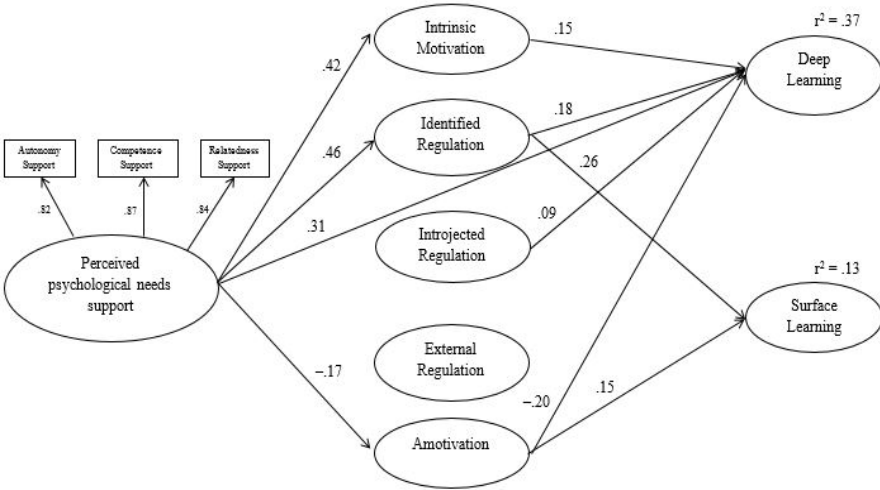 r² = .37
Intrinsic
Motivation
.15
Deep
Learning
.42
.18
Identified
Regulation
Autonomy
Support
Competence
Support
Relatedness
Support
.46
.26
.82
.87
.84
.31
.09
Introjected
Regulation
Perceived
psychological needs
support
r² = .13
Surface
Learning
External
Regulation
–.17
–.20
.15
Amotivation